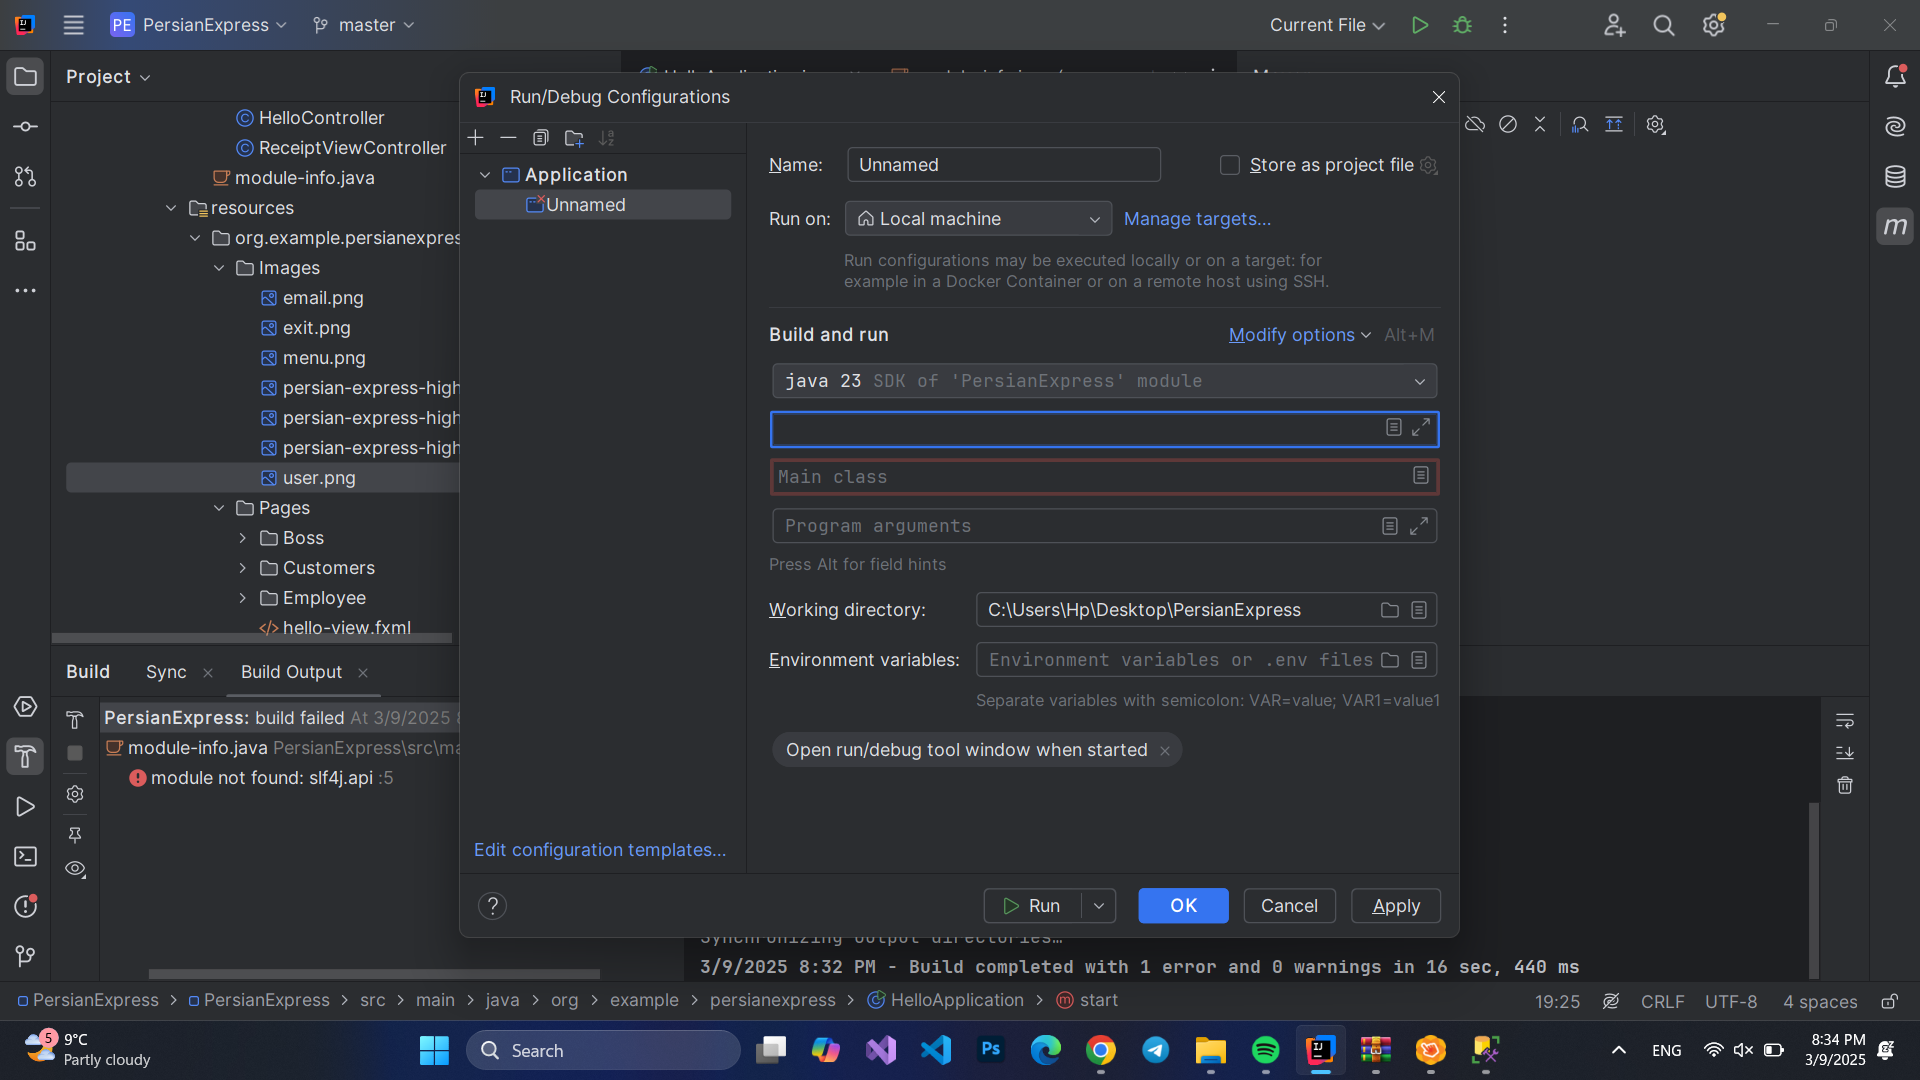 PE PersianExpress master Current File
Project
HelloController
ReceiptViewController
module-info.java
resources
org.example.persianexpres
Images
email.png
exit.png
menu.png
persian-express-high
persian-express-high
persian-express-high
user.png
Pages
Boss
Customers
Employee
hello-view.fxml
Run/Debug Configurations
Application
Unnamed
Edit configuration templates...
Name: Unnamed Store as project file
Run on: Local machine Manage targets...
Run configurations may be executed locally or on a target: for
example in a Docker Container or on a remote host using SSH.
Build and run Modify options Alt+M
java 23 SDK of 'PersianExpress' module
Main class
Program arguments
Press Alt for field hints
Working directory: C:\Users\Hp\Desktop\PersianExpress
Environment variables: Environment variables or .env files
Separate variables with semicolon: VAR=value; VAR1=value1
Open run/debug tool window when started
? Run OK Cancel Apply
Build Sync Build Output
PersianExpress: build failed At 3/9/2025 8
module-info.java PersianExpress\src\ma
module not found: slf4j.api :5
Synchronizing output directories…
3/9/2025 8:32 PM - Build completed with 1 error and 0 warnings in 16 sec, 440 ms
PersianExpress > PersianExpress > src > main > java > org > example > persianexpress > HelloApplication > start 19:25 CRLF UTF-8 4 spaces
5 9°C
Partly cloudy
Search
Ps
ENG
8:34 PM
3/9/2025